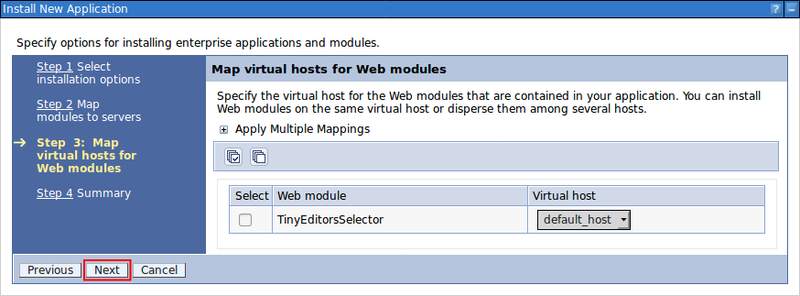 Install New Application
?
Specify options for installing enterprise applications and modules.
Step 1 Select
installation options
Step 2 Map
modules to servers
Step 3: Map
virtual hosts for
Web modules
Step 4 Summary
Map virtual hosts for Web modules
Specify the virtual host for the Web modules that are contained in your application. You can install
Web modules on the same virtual host or disperse them among several hosts.
Apply Multiple Mappings
Select Web module Virtual host
TinyEditorsSelector default_host
Previous Next Cancel